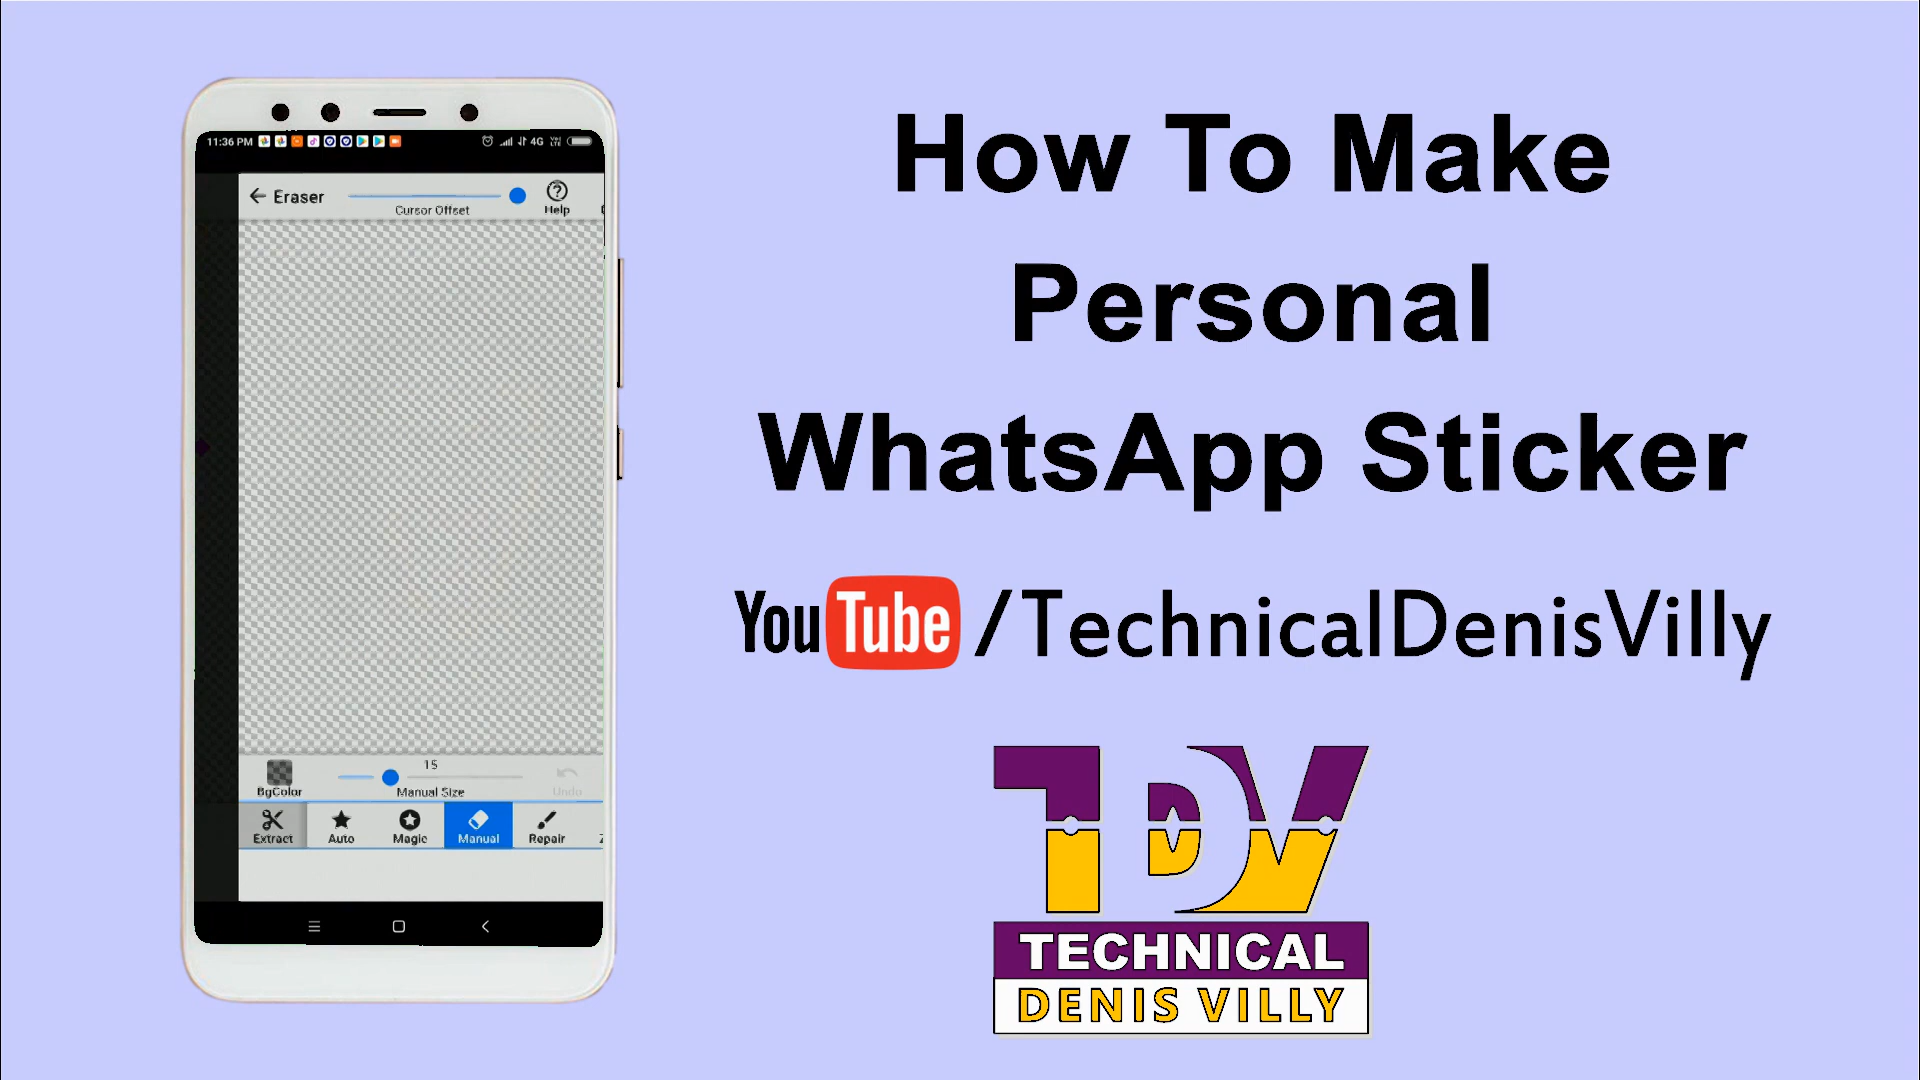 11:36 PM
4G
Eraser
Cursor Offset
Help
15
BgColor
Manual Size
Undo
Extract
Auto
Magic
Manual
Repair
How To Make
Personal
WhatsApp Sticker
YouTube/TechnicalDenisVilly
TDV
TECHNICAL
DENIS VILLY